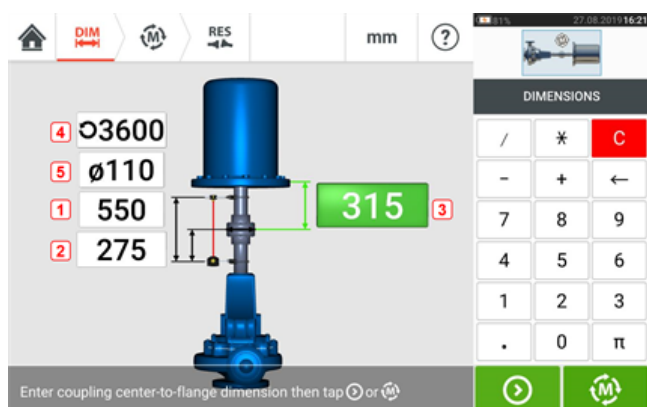 DIM
M
RES
mm
?
81%
27.08.2019 16:21
DIMENSIONS
4
3600
5
ø110
1
550
2
275
315
3
/
*
C
-
+
←
7
8
9
4
5
6
1
2
3
.
0
π
Enter coupling center-to-flange dimension then tap or M
M